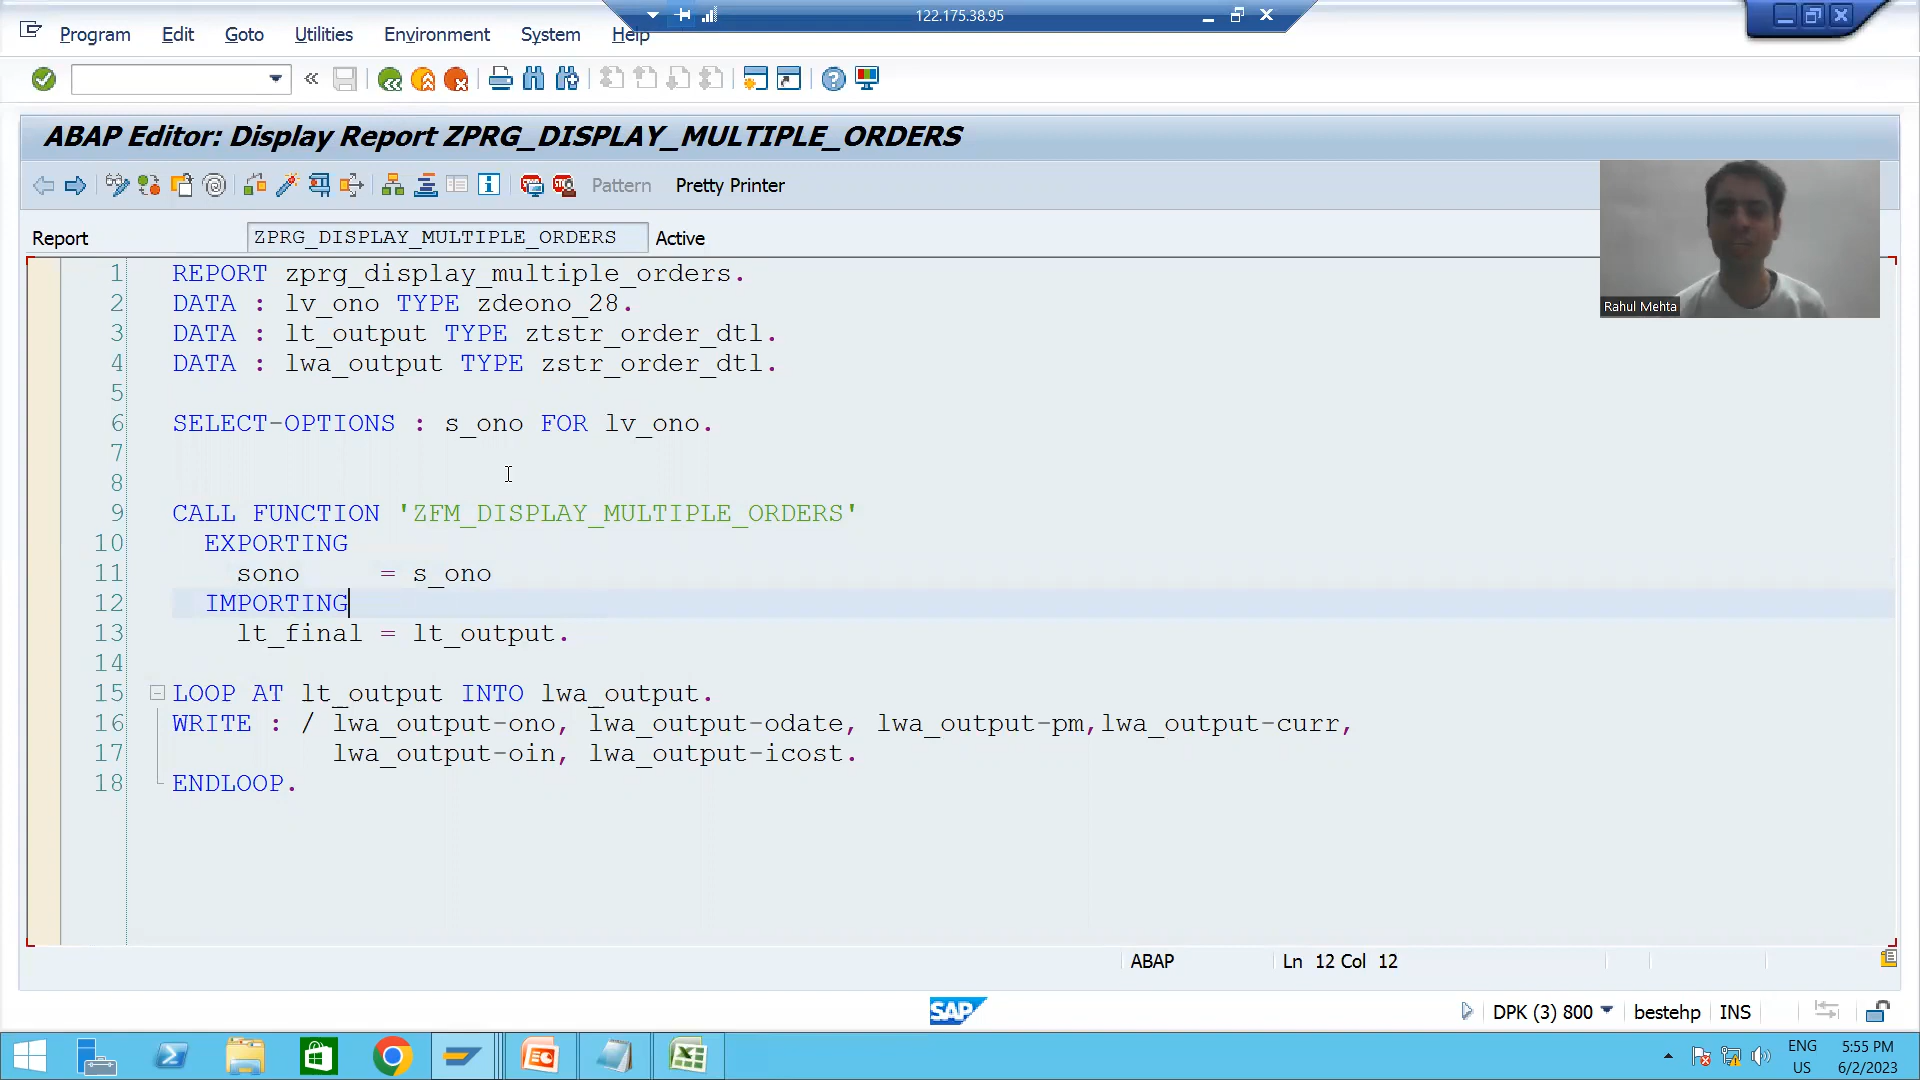 122.175.38.95
Program Edit Goto Utilities Environment System Help
ABAP Editor: Display Report ZPRG_DISPLAY_MULTIPLE_ORDERS
Pattern Pretty Printer
Report ZPRG_DISPLAY_MULTIPLE_ORDERS Active
Rahul Mehta
1 REPORT zprg_display_multiple_orders.
2 DATA : lv_ono TYPE zdeono_28.
3 DATA : lt_output TYPE ztstr_order_dtl.
4 DATA : lwa_output TYPE zstr_order_dtl.
5
6 SELECT-OPTIONS : s_ono FOR lv_ono.
7
8
9 CALL FUNCTION 'ZFM_DISPLAY_MULTIPLE_ORDERS'
10 EXPORTING
11 sono = s_ono
12 IMPORTING
13 lt_final = lt_output.
14
15 LOOP AT lt_output INTO lwa_output.
16 WRITE : / lwa_output-ono, lwa_output-odate, lwa_output-pm,lwa_output-curr,
17 lwa_output-oin, lwa_output-icost.
18 ENDLOOP.
ABAP Ln 12 Col 12
SAP
DPK (3) 800 bestehp INS
ENG 5:55 PM
US 6/2/2023